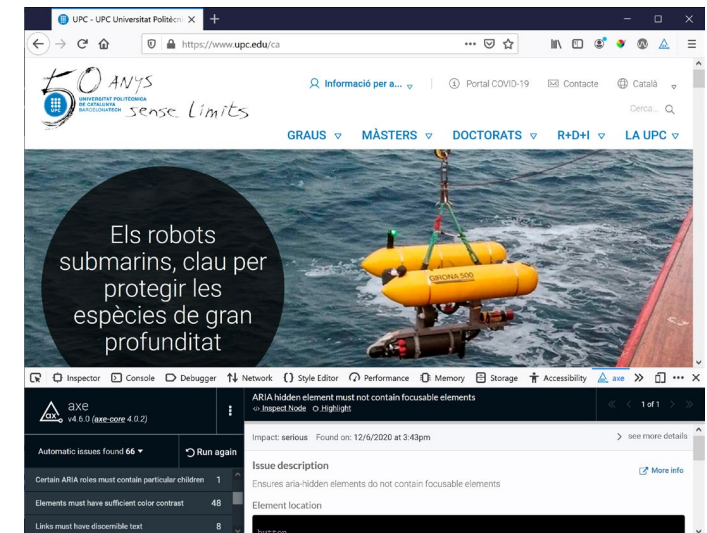 UPC - UPC Universitat Politècni
https://www.upc.edu/ca
50 ANYS
UNIVERSITAT POLITÈCNICA
DE CATALUNYA
BARCELONATECH
UPC
sense límits
Informació per a...
Portal COVID-19
Contacte
Català
Cerca...
GRAUS
MÀSTERS
DOCTORATS
R+D+I
LA UPC
Els robots
submarins, clau per
protegir les
espècies de gran
profunditat
GIRONA 500
Inspector Console Debugger Network Style Editor Performance Memory Storage Accessibility axe
axe
v4.6.0 (axe-core 4.0.2)
Automatic issues found 66
Run again
Certain ARIA roles must contain particular children 1
Elements must have sufficient color contrast 48
Links must have discernible text 8
ARIA hidden element must not contain focusable elements
Inspect Node Highlight
1 of 1
Impact: serious Found on: 12/6/2020 at 3:43pm
see more details
Issue description
More info
Ensures aria-hidden elements do not contain focusable elements
Element location
button